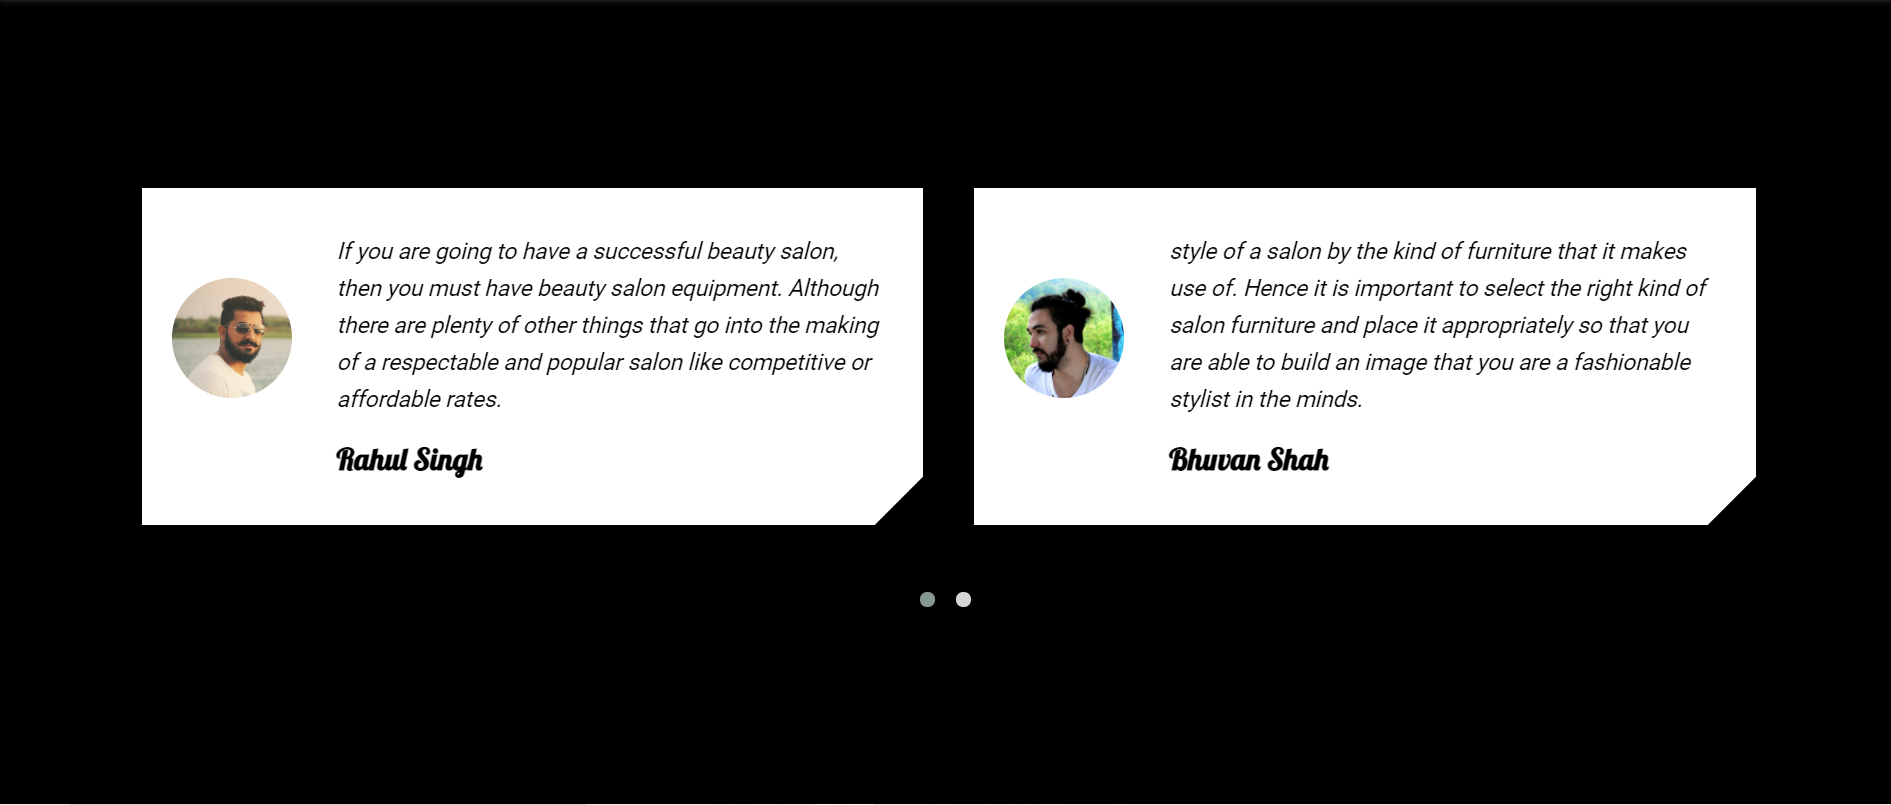 If you are going to have a successful beauty salon,
then you must have beauty salon equipment. Although
there are plenty of other things that go into the making
of a respectable and popular salon like competitive or
affordable rates.
Rahul Singh
style of a salon by the kind of furniture that it makes
use of. Hence it is important to select the right kind of
salon furniture and place it appropriately so that you
are able to build an image that you are a fashionable
stylist in the minds.
Bhuvan Shah